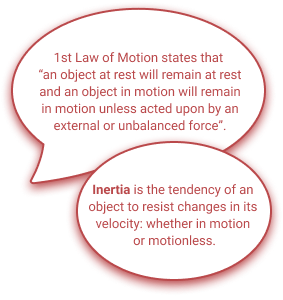 1st Law of Motion states that
“an object at rest will remain at rest
and an object in motion will remain
in motion unless acted upon by an
external or unbalanced force”.
Inertia is the tendency of an
object to resist changes in its
velocity: whether in motion
or motionless.